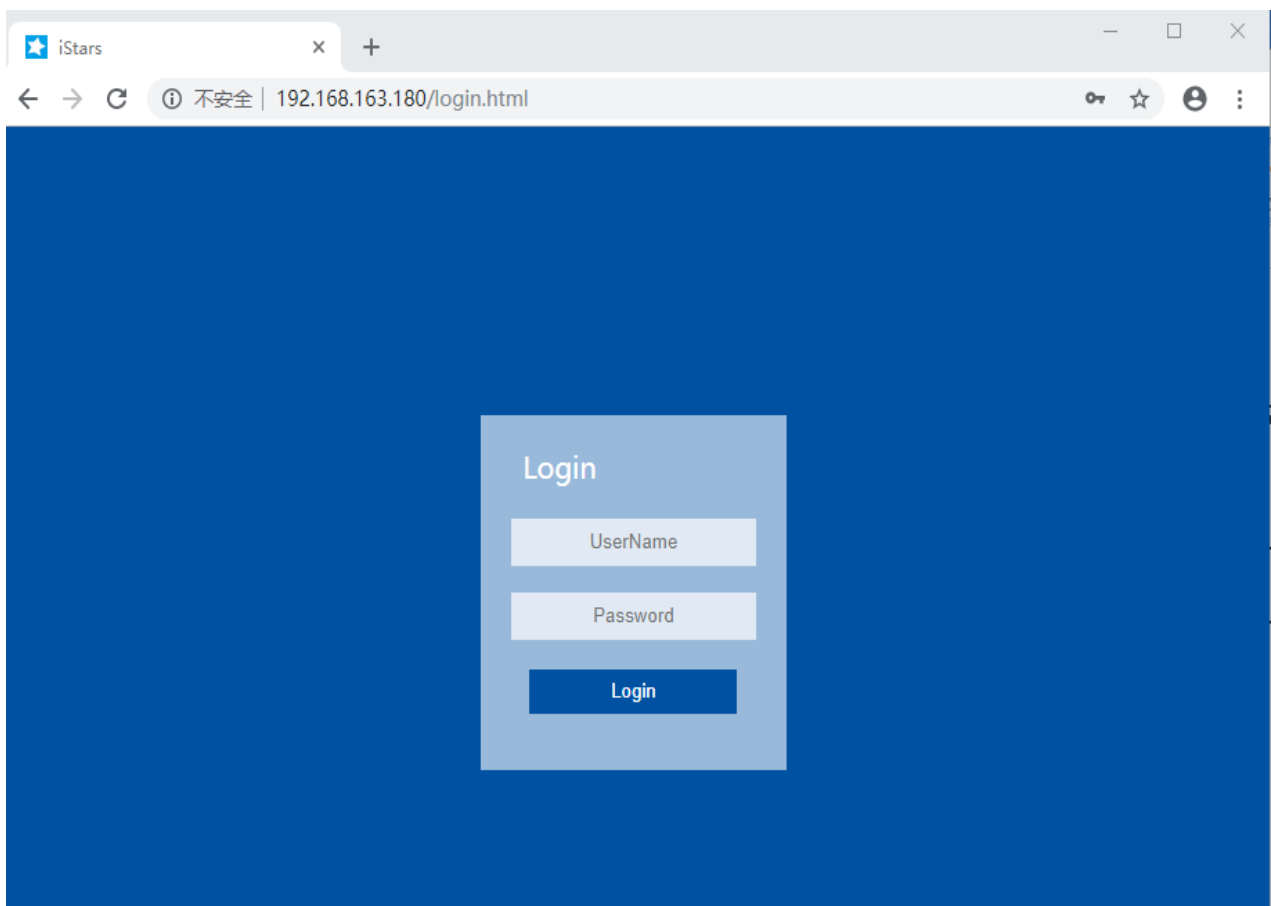 iStars
不安全 192.168.163.180/login.html
Login
UserName
Password
Login